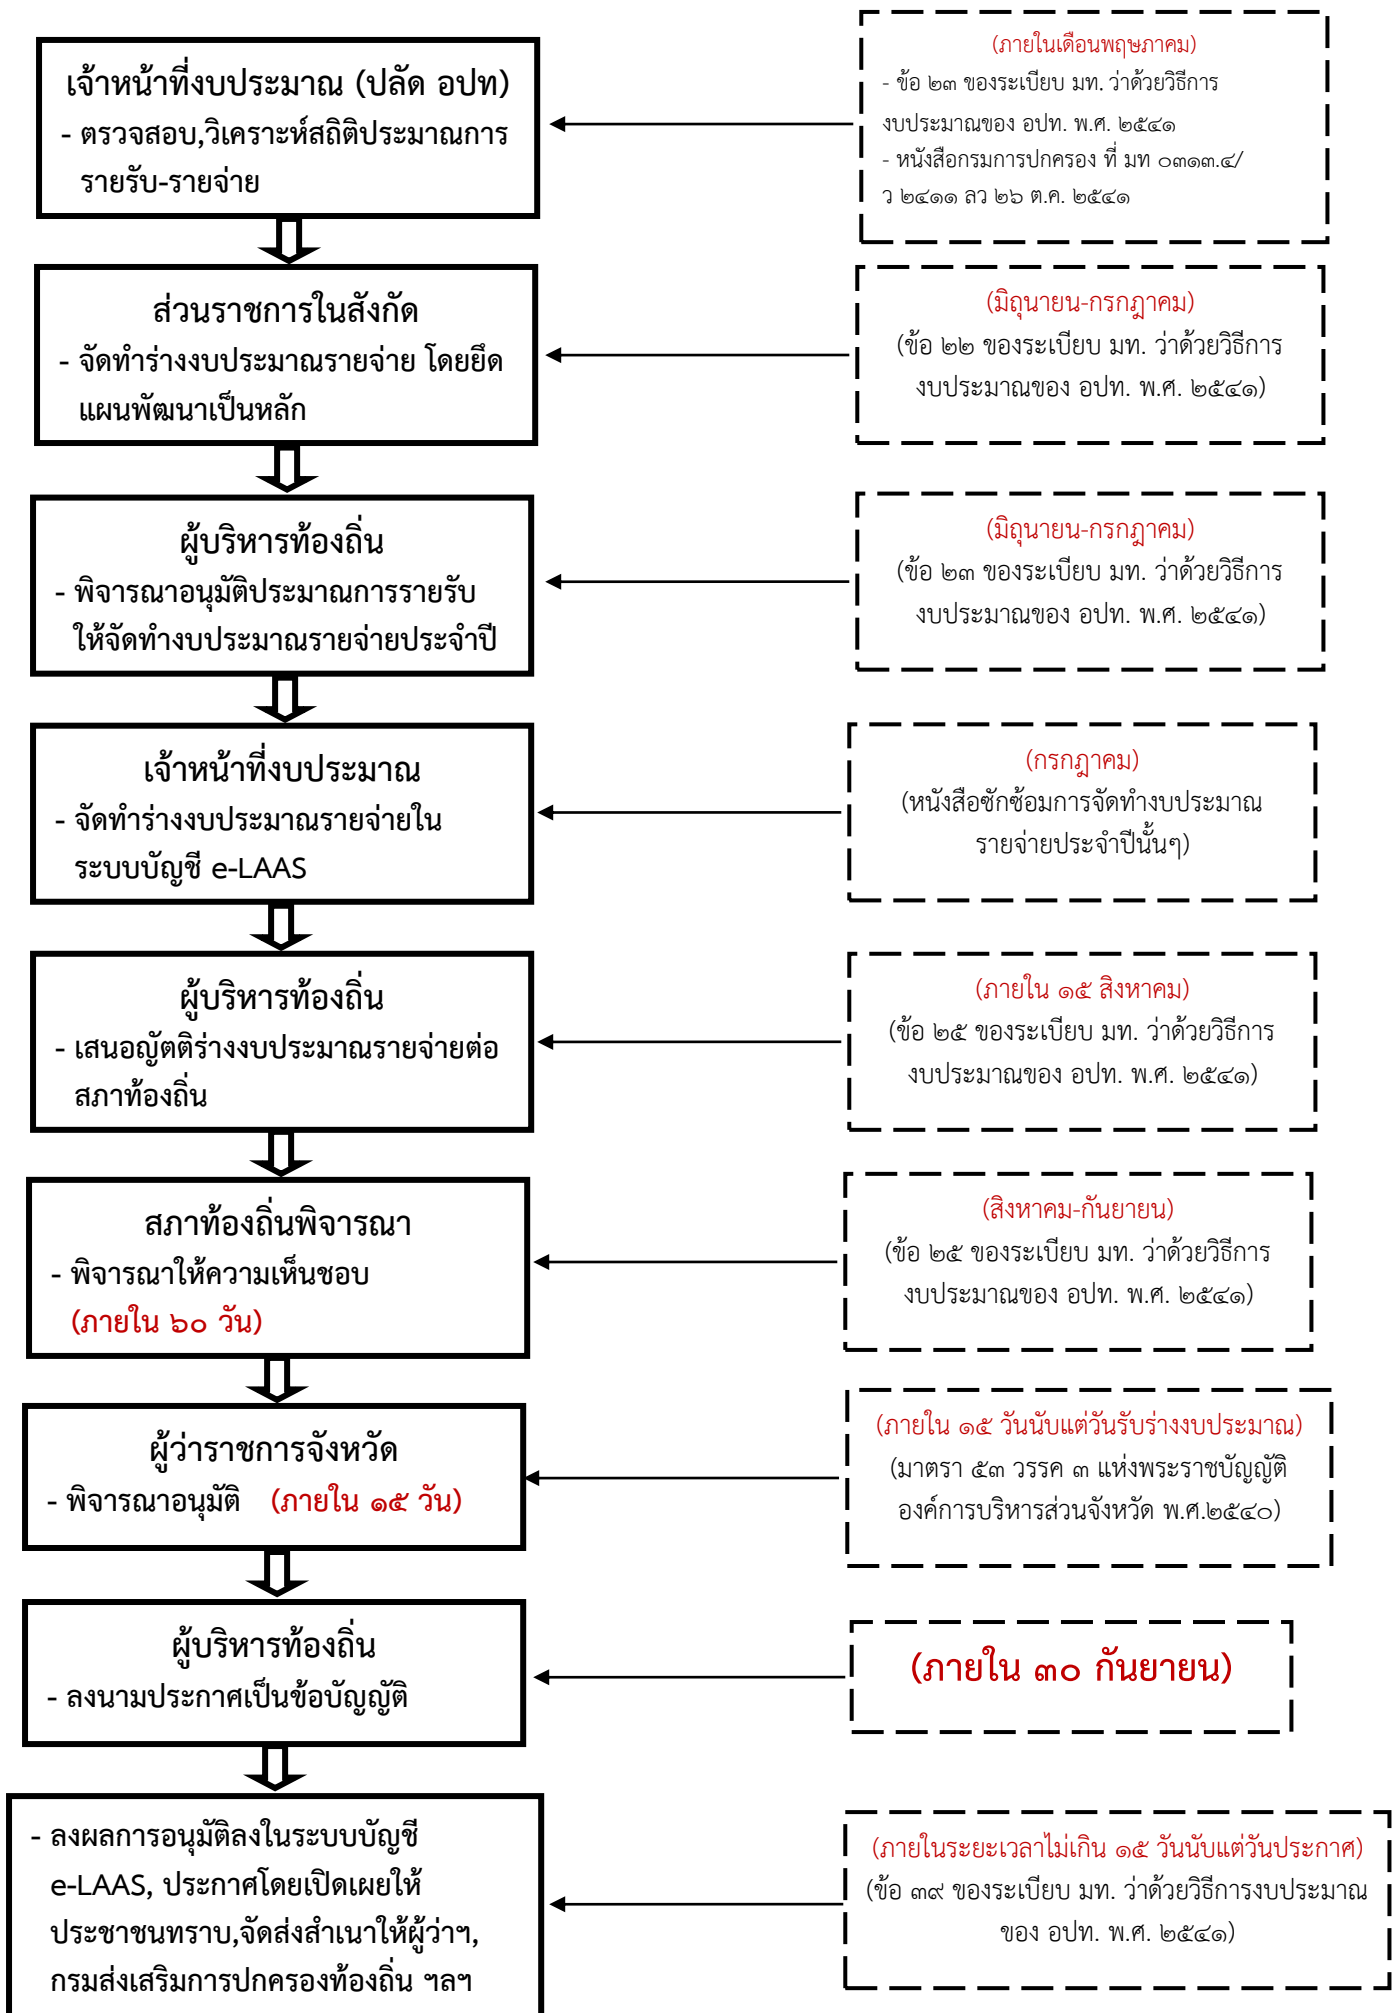 เจ้าหน้าที่งบประมาณ (ปลัด อปท)
- ตรวจสอบ,วิเคราะห์สถิติประมาณการ
รายรับ-รายจ่าย
(ภายในเดือนพฤษภาคม)
- ข้อ ๒๓ ของระเบียบ มท. ว่าด้วยวิธีการ
งบประมาณของ อปท. พ.ศ. ๒๕๔๑
- หนังสือกรมการปกครอง ที่ มท ๐๓๑๓.๔/
ว ๒๔๑๑ ลว ๒๖ ต.ค. ๒๕๔๑
ส่วนราชการในสังกัด
- จัดทำร่างงบประมาณรายจ่าย โดยยึด
แผนพัฒนาเป็นหลัก
(มิถุนายน-กรกฎาคม)
(ข้อ ๒๒ ของระเบียบ มท. ว่าด้วยวิธีการ
งบประมาณของ อปท. พ.ศ. ๒๕๔๑)
ผู้บริหารท้องถิ่น
- พิจารณาอนุมัติประมาณการรายรับ
ให้จัดทำงบประมาณรายจ่ายประจำปี
(มิถุนายน-กรกฎาคม)
(ข้อ ๒๓ ของระเบียบ มท. ว่าด้วยวิธีการ
งบประมาณของ อปท. พ.ศ. ๒๕๔๑)
เจ้าหน้าที่งบประมาณ
- จัดทำร่างงบประมาณรายจ่ายใน
ระบบบัญชี e-LAAS
(กรกฎาคม)
(หนังสือซักซ้อมการจัดทำงบประมาณ
รายจ่ายประจำปีนั้นๆ)
ผู้บริหารท้องถิ่น
- เสนอญัตติร่างงบประมาณรายจ่ายต่อ
สภาท้องถิ่น
(ภายใน ๑๕ สิงหาคม)
(ข้อ ๒๕ ของระเบียบ มท. ว่าด้วยวิธีการ
งบประมาณของ อปท. พ.ศ. ๒๕๔๑)
สภาท้องถิ่นพิจารณา
- พิจารณาให้ความเห็นชอบ
(ภายใน ๖๐ วัน)
(สิงหาคม-กันยายน)
(ข้อ ๒๕ ของระเบียบ มท. ว่าด้วยวิธีการ
งบประมาณของ อปท. พ.ศ. ๒๕๔๑)
ผู้ว่าราชการจังหวัด
- พิจารณาอนุมัติ (ภายใน ๑๕ วัน)
(ภายใน ๑๕ วันนับแต่วันรับร่างงบประมาณ)
(มาตรา ๕๓ วรรค ๓ แห่งพระราชบัญญัติ
องค์การบริหารส่วนจังหวัด พ.ศ.๒๕๔๐)
ผู้บริหารท้องถิ่น
- ลงนามประกาศเป็นข้อบัญญัติ
(ภายใน ๓๐ กันยายน)
- ลงผลการอนุมัติลงในระบบบัญชี
e-LAAS, ประกาศโดยเปิดเผยให้
ประชาชนทราบ,จัดส่งสำเนาให้ผู้ว่าฯ,
กรมส่งเสริมการปกครองท้องถิ่น ฯลฯ
(ภายในระยะเวลาไม่เกิน ๑๕ วันนับแต่วันประกาศ)
(ข้อ ๓๙ ของระเบียบ มท. ว่าด้วยวิธีการงบประมาณ
ของ อปท. พ.ศ. ๒๕๔๑)